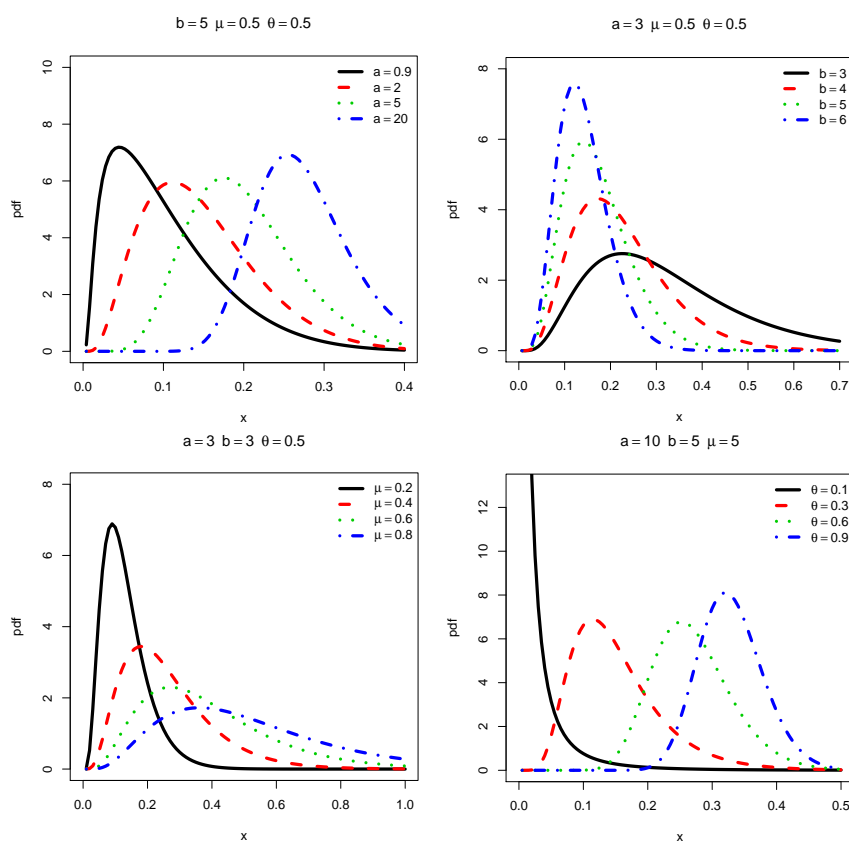 b = 5 μ = 0.5 θ = 0.5
a = 0.9
a = 2
a = 5
a = 20
pdf
10
8
6
4
2
0
0.0 0.1 0.2 0.3 0.4
x
a = 3 μ = 0.5 θ = 0.5
b = 3
b = 4
b = 5
b = 6
pdf
8
6
4
2
0
0.0 0.1 0.2 0.3 0.4 0.5 0.6 0.7
x
a = 3 b = 3 θ = 0.5
μ = 0.2
μ = 0.4
μ = 0.6
μ = 0.8
pdf
8
6
4
2
0
0.0 0.2 0.4 0.6 0.8 1.0
x
a = 10 b = 5 μ = 5
θ = 0.1
θ = 0.3
θ = 0.6
θ = 0.9
pdf
12
10
8
6
4
2
0
0.0 0.1 0.2 0.3 0.4 0.5
x